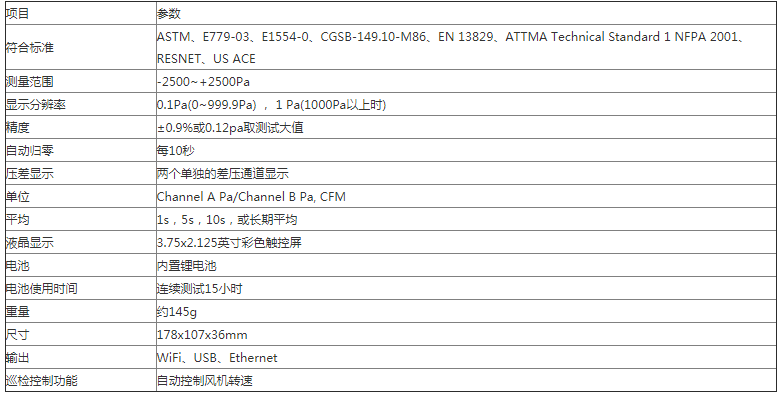 项目 参数
符合标准 ASTM、E779-03、E1554-0、CGSB-149.10-M86、EN 13829、ATTMA Technical Standard 1 NFPA 2001、
RESNET、US ACE
测量范围 -2500~+2500Pa
显示分辨率 0.1Pa(0~999.9Pa) ， 1 Pa(1000Pa以上时)
精度 ±0.9%或0.12pa取测试大值
自动归零 每10秒
压差显示 两个单独的差压通道显示
单位 Channel A Pa/Channel B Pa, CFM
平均 1s，5s，10s，或长期平均
液晶显示 3.75x2.125英寸彩色触控屏
电池 内置锂电池
电池使用时间 连续测试15小时
重量 约145g
尺寸 178x107x36mm
输出 WiFi、USB、Ethernet
巡检控制功能 自动控制风机转速